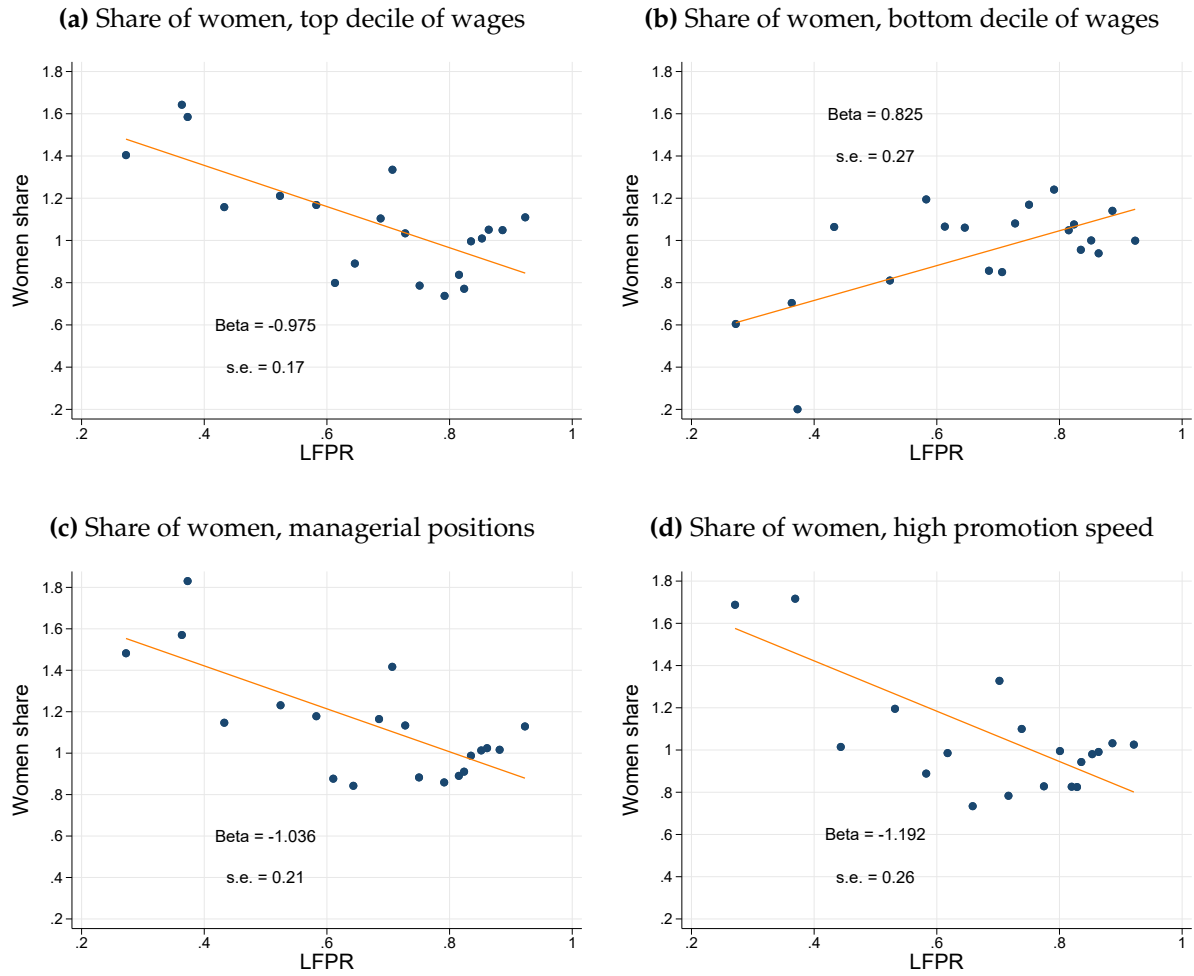 (a) Share of women, top decile of wages
Women share
1.8
1.6
1.4
1.2
1
.8
.6
.4
.2
Beta = -0.975
s.e. = 0.17
.2 .4 .6 .8 1
LFPR
(b) Share of women, bottom decile of wages
Women share
1.8
1.6
1.4
1.2
1
.8
.6
.4
.2
Beta = 0.825
s.e. = 0.27
.2 .4 .6 .8 1
LFPR
(c) Share of women, managerial positions
Women share
1.8
1.6
1.4
1.2
1
.8
.6
.4
.2
Beta = -1.036
s.e. = 0.21
.2 .4 .6 .8 1
LFPR
(d) Share of women, high promotion speed
Women share
1.8
1.6
1.4
1.2
1
.8
.6
.4
.2
Beta = -1.192
s.e. = 0.26
.2 .4 .6 .8 1
LFPR